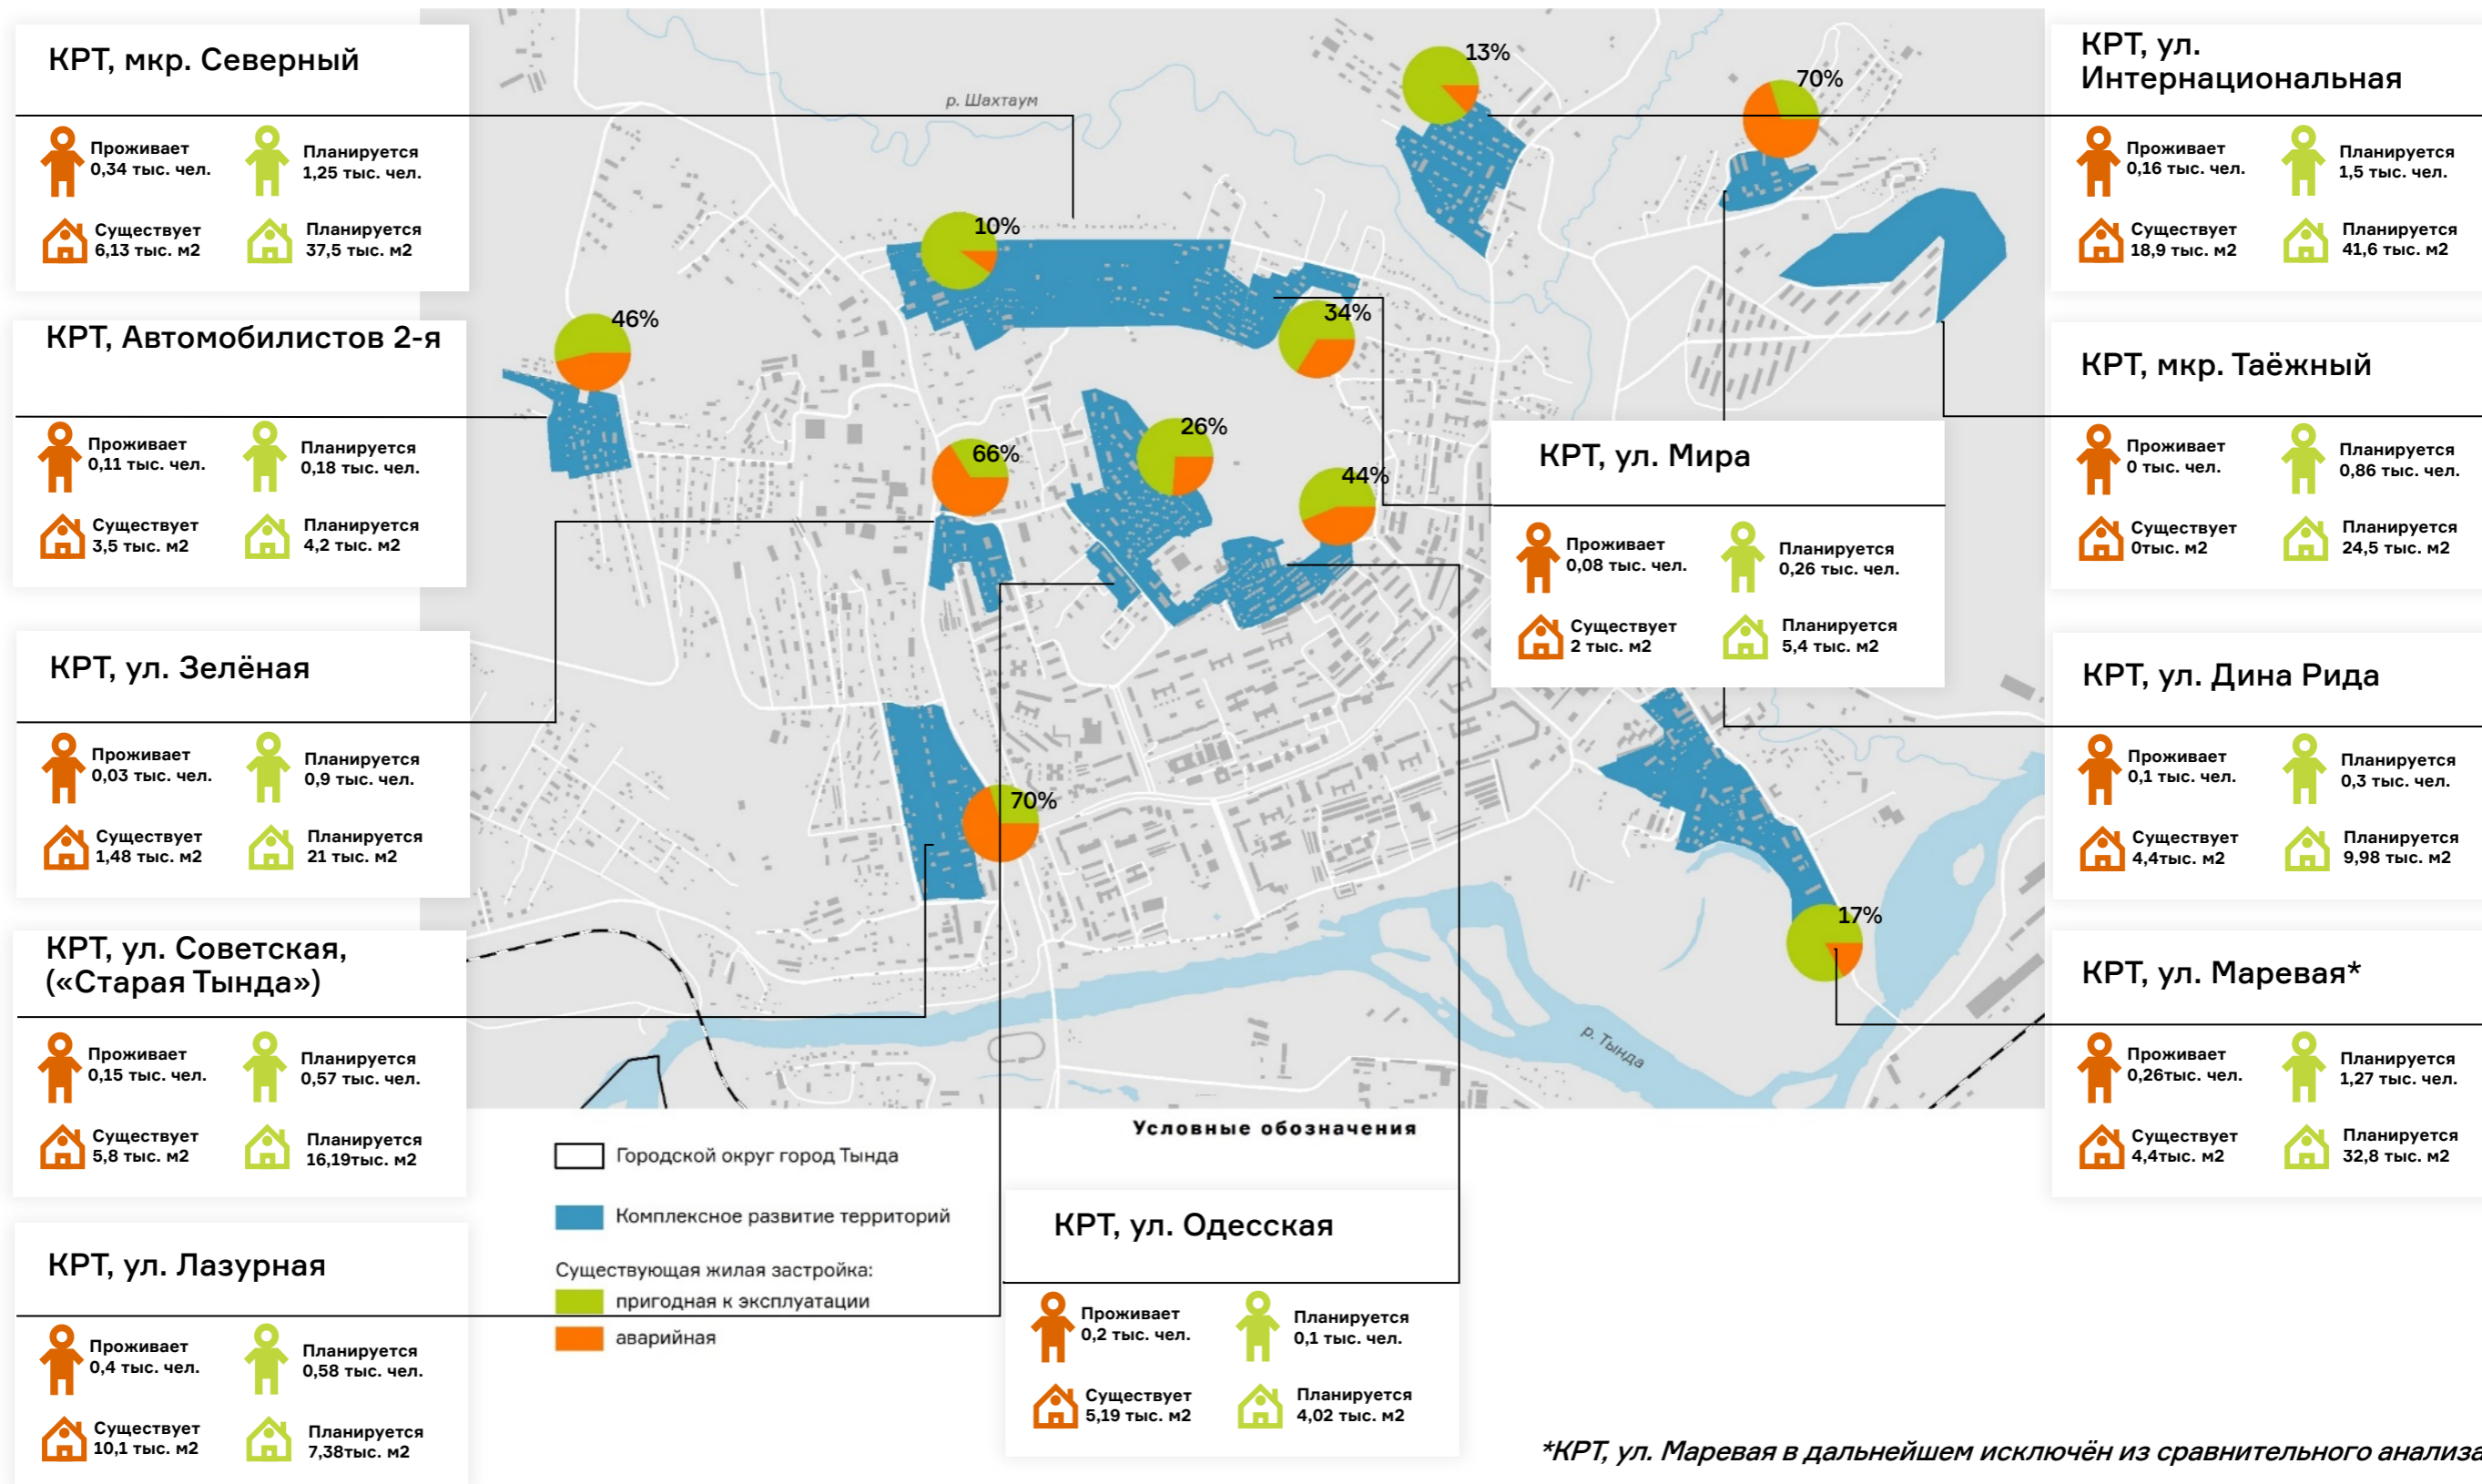 КРТ, мкр. Северный
Проживает
0,34 тыс. чел.
Планируется
1,25 тыс. чел.
Существует
6,13 тыс. м2
Планируется
37,5 тыс. м2
КРТ, Автомобилистов 2-я
Проживает
0,11 тыс. чел.
Планируется
0,18 тыс. чел.
Существует
3,5 тыс. м2
Планируется
4,2 тыс. м2
КРТ, ул. Зелёная
Проживает
0,03 тыс. чел.
Планируется
0,9 тыс. чел.
Существует
1,48 тыс. м2
Планируется
21 тыс. м2
КРТ, ул. Советская,
(«Старая Тында»)
Проживает
0,15 тыс. чел.
Планируется
0,57 тыс. чел.
Существует
5,8 тыс. м2
Планируется
16,19тыс. м2
КРТ, ул. Лазурная
Проживает
0,4 тыс. чел.
Планируется
0,58 тыс. чел.
Существует
10,1 тыс. м2
Планируется
7,38тыс. м2
р. Шахтаум
13%
70%
10%
34%
46%
26%
66%
44%
70%
17%
р. Тында
КРТ, ул. Мира
Проживает
0,08 тыс. чел.
Планируется
0,26 тыс. чел.
Существует
2 тыс. м2
Планируется
5,4 тыс. м2
Условные обозначения
Городской округ город Тында
Комплексное развитие территорий
Существующая жилая застройка:
пригодная к эксплуатации
аварийная
КРТ, ул. Одесская
Проживает
0,2 тыс. чел.
Планируется
0,1 тыс. чел.
Существует
5,19 тыс. м2
Планируется
4,02 тыс. м2
КРТ, ул.
Интернациональная
Проживает
0,16 тыс. чел.
Планируется
1,5 тыс. чел.
Существует
18,9 тыс. м2
Планируется
41,6 тыс. м2
КРТ, мкр. Таёжный
Проживает
0 тыс. чел.
Планируется
0,86 тыс. чел.
Существует
0тыс. м2
Планируется
24,5 тыс. м2
КРТ, ул. Дина Рида
Проживает
0,1 тыс. чел.
Планируется
0,3 тыс. чел.
Существует
4,4тыс. м2
Планируется
9,98 тыс. м2
КРТ, ул. Маревая*
Проживает
0,26тыс. чел.
Планируется
1,27 тыс. чел.
Существует
4,4тыс. м2
Планируется
32,8 тыс. м2
*КРТ, ул. Маревая в дальнейшем исключён из сравнительного анализа